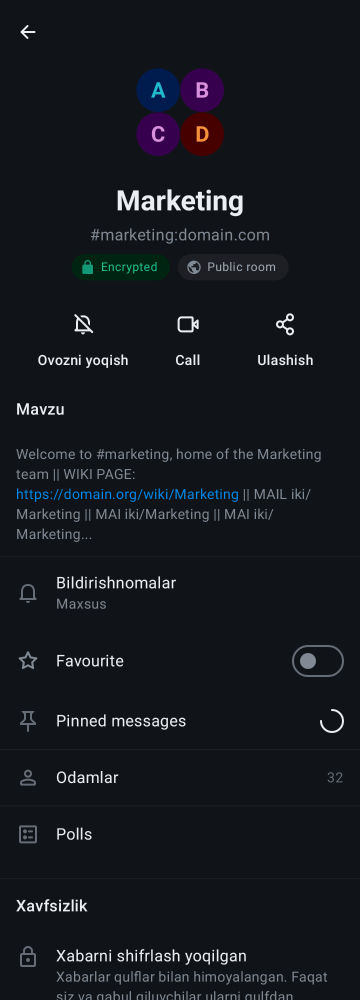 A B
C D
Marketing
#marketing:domain.com
Encrypted Public room
Ovozni yoqish Call Ulashish
Mavzu
Welcome to #marketing, home of the Marketing
team || WIKI PAGE:
https://domain.org/wiki/Marketing || MAIL iki/
Marketing || MAI iki/Marketing || MAI iki/
Marketing...
Bildirishnomalar
Maxsus
Favourite
Pinned messages
Odamlar 32
Polls
Xavfsizlik
Xabarni shifrlash yoqilgan
Xabarlar qulflar bilan himoyalangan. Faqat
siz va qabul qiluvchilar ularni qulfdan